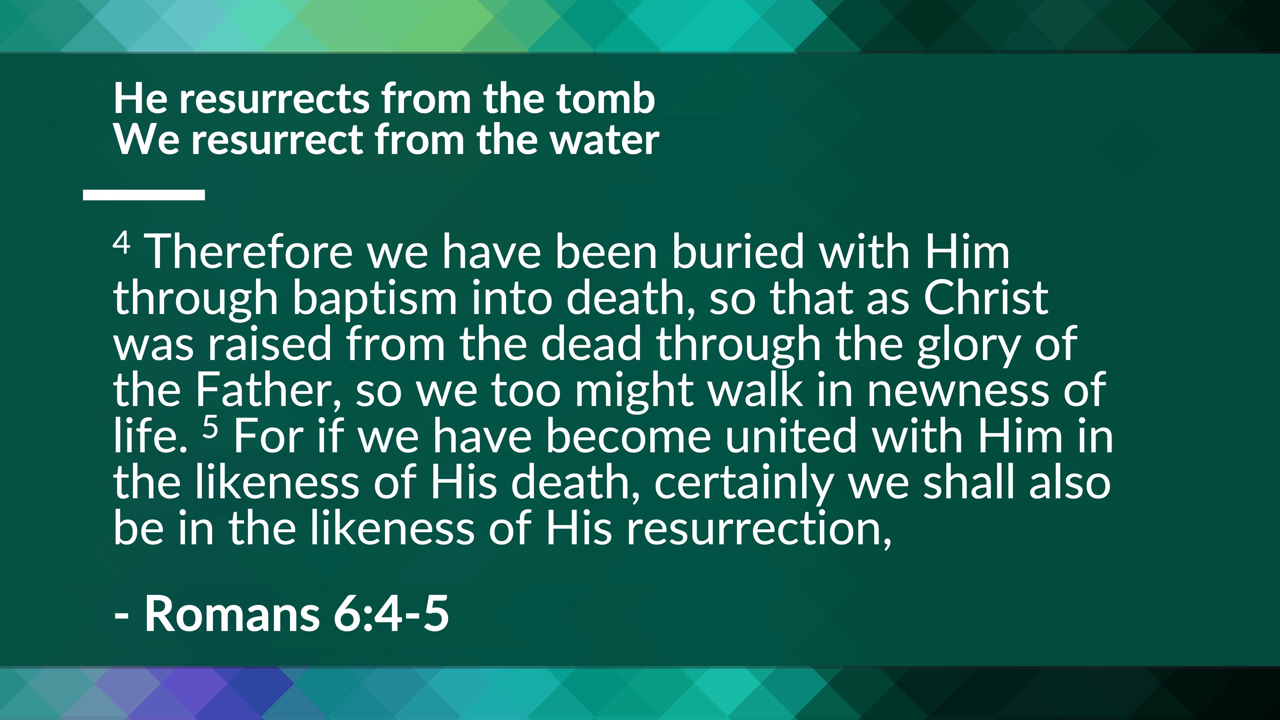 He resurrects from the tomb
We resurrect from the water
⁴ Therefore we have been buried with Him
through baptism into death, so that as Christ
was raised from the dead through the glory of
the Father, so we too might walk in newness of
life. ⁵ For if we have become united with Him in
the likeness of His death, certainly we shall also
be in the likeness of His resurrection,
- Romans 6:4-5